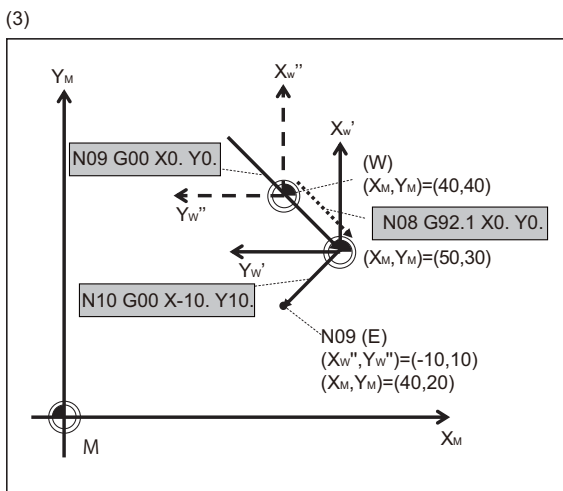 (3)
YM
Xw''
Xw'
N09 G00 X0. Y0.
(W)
(XM,YM)=(40,40)
Yw''
N08 G92.1 X0. Y0.
Yw'
(XM,YM)=(50,30)
N10 G00 X-10. Y10.
N09 (E)
(Xw'',Yw'')=(-10,10)
(XM,YM)=(40,20)
M
XM